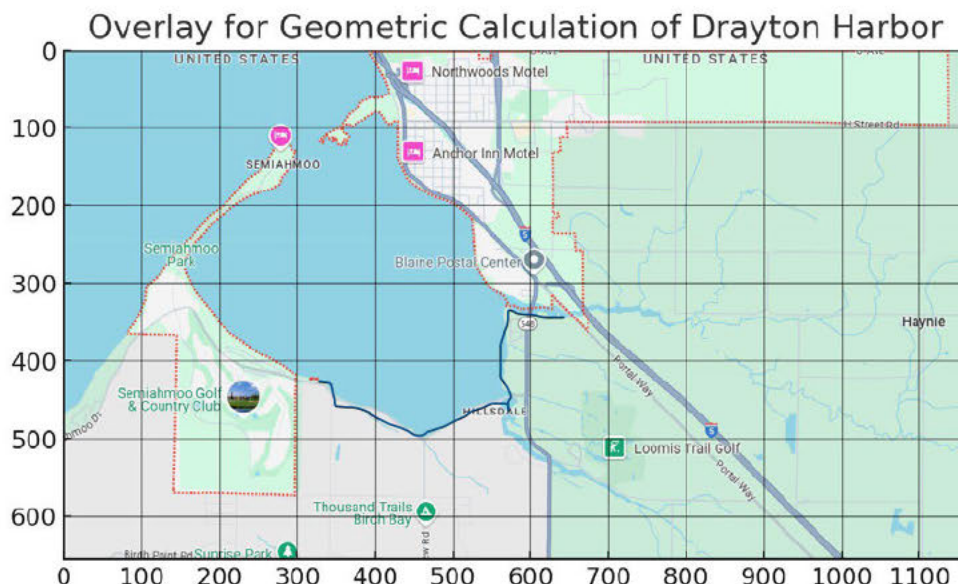 Overlay for Geometric Calculation of Drayton Harbor
0
UNITED STATES
UNITED STATES
Northwoods Motel
100
H Street Rd
SEMIAHMOO
Anchor Inn Motel
200
5
Semiahmoo
Park
Blaine Postal Center
300
548
Haynie
400
Portal Way
Semiahmoo Golf
& Country Club
HILLSDALE
5
500
Loomis Trail Golf
Portal Way
Thousand Trails
Birch Bay
600
Birch Point Rd
Sunrise Park
0 100 200 300 400 500 600 700 800 900 1000 1100